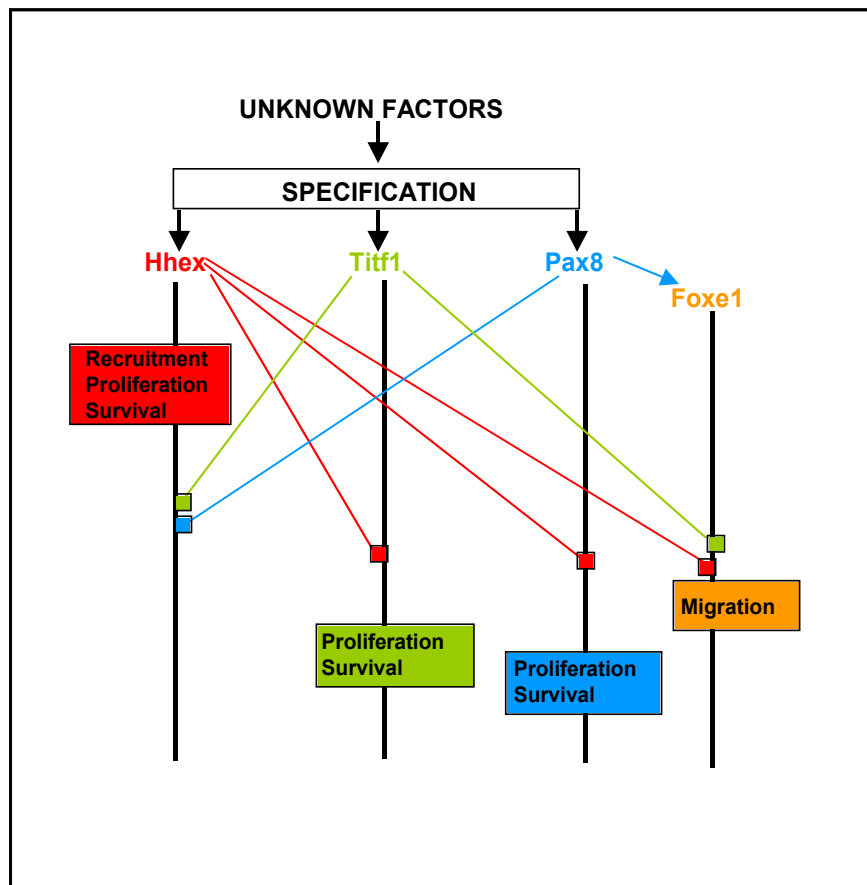 UNKNOWN FACTORS
SPECIFICATION
Hhex
Titf1
Pax8
Foxe1
Recruitment
Proliferation
Survival
Migration
Proliferation
Survival
Proliferation
Survival